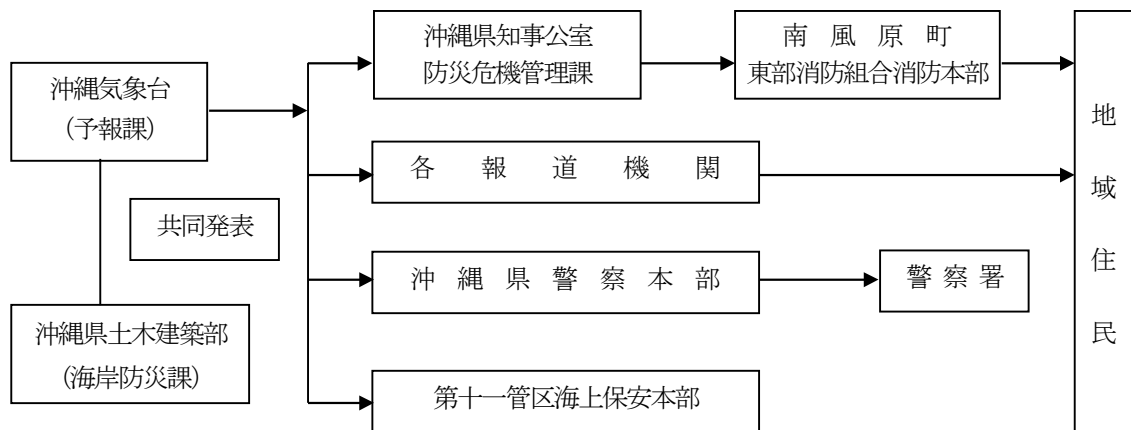 沖縄気象台
(予報課)
共同発表
沖縄県土木建築部
(海岸防災課)
沖縄県知事公室
防災危機管理課
南風原町
東部消防組合消防本部
各報道機関
沖縄県警察本部
警察署
第十一管区海上保安本部
地域住民